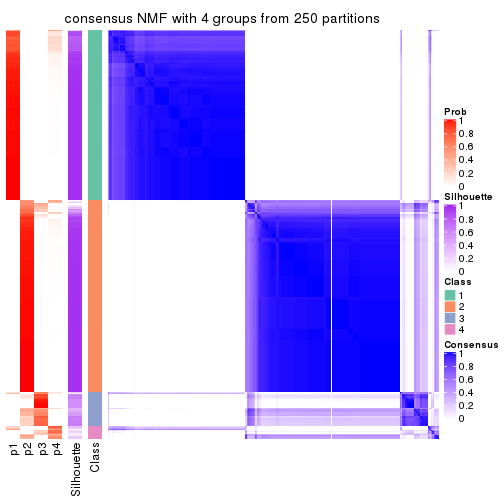 consensus NMF with 4 groups from 250 partitions
Prob
1
0.8
0.6
0.4
0.2
0
Silhouette
1
0.8
0.6
0.4
0.2
0
Class
1
2
3
4
Consensus
1
0.8
0.6
0.4
0.2
0
p1
p2
p3
p4
Silhouette
Class